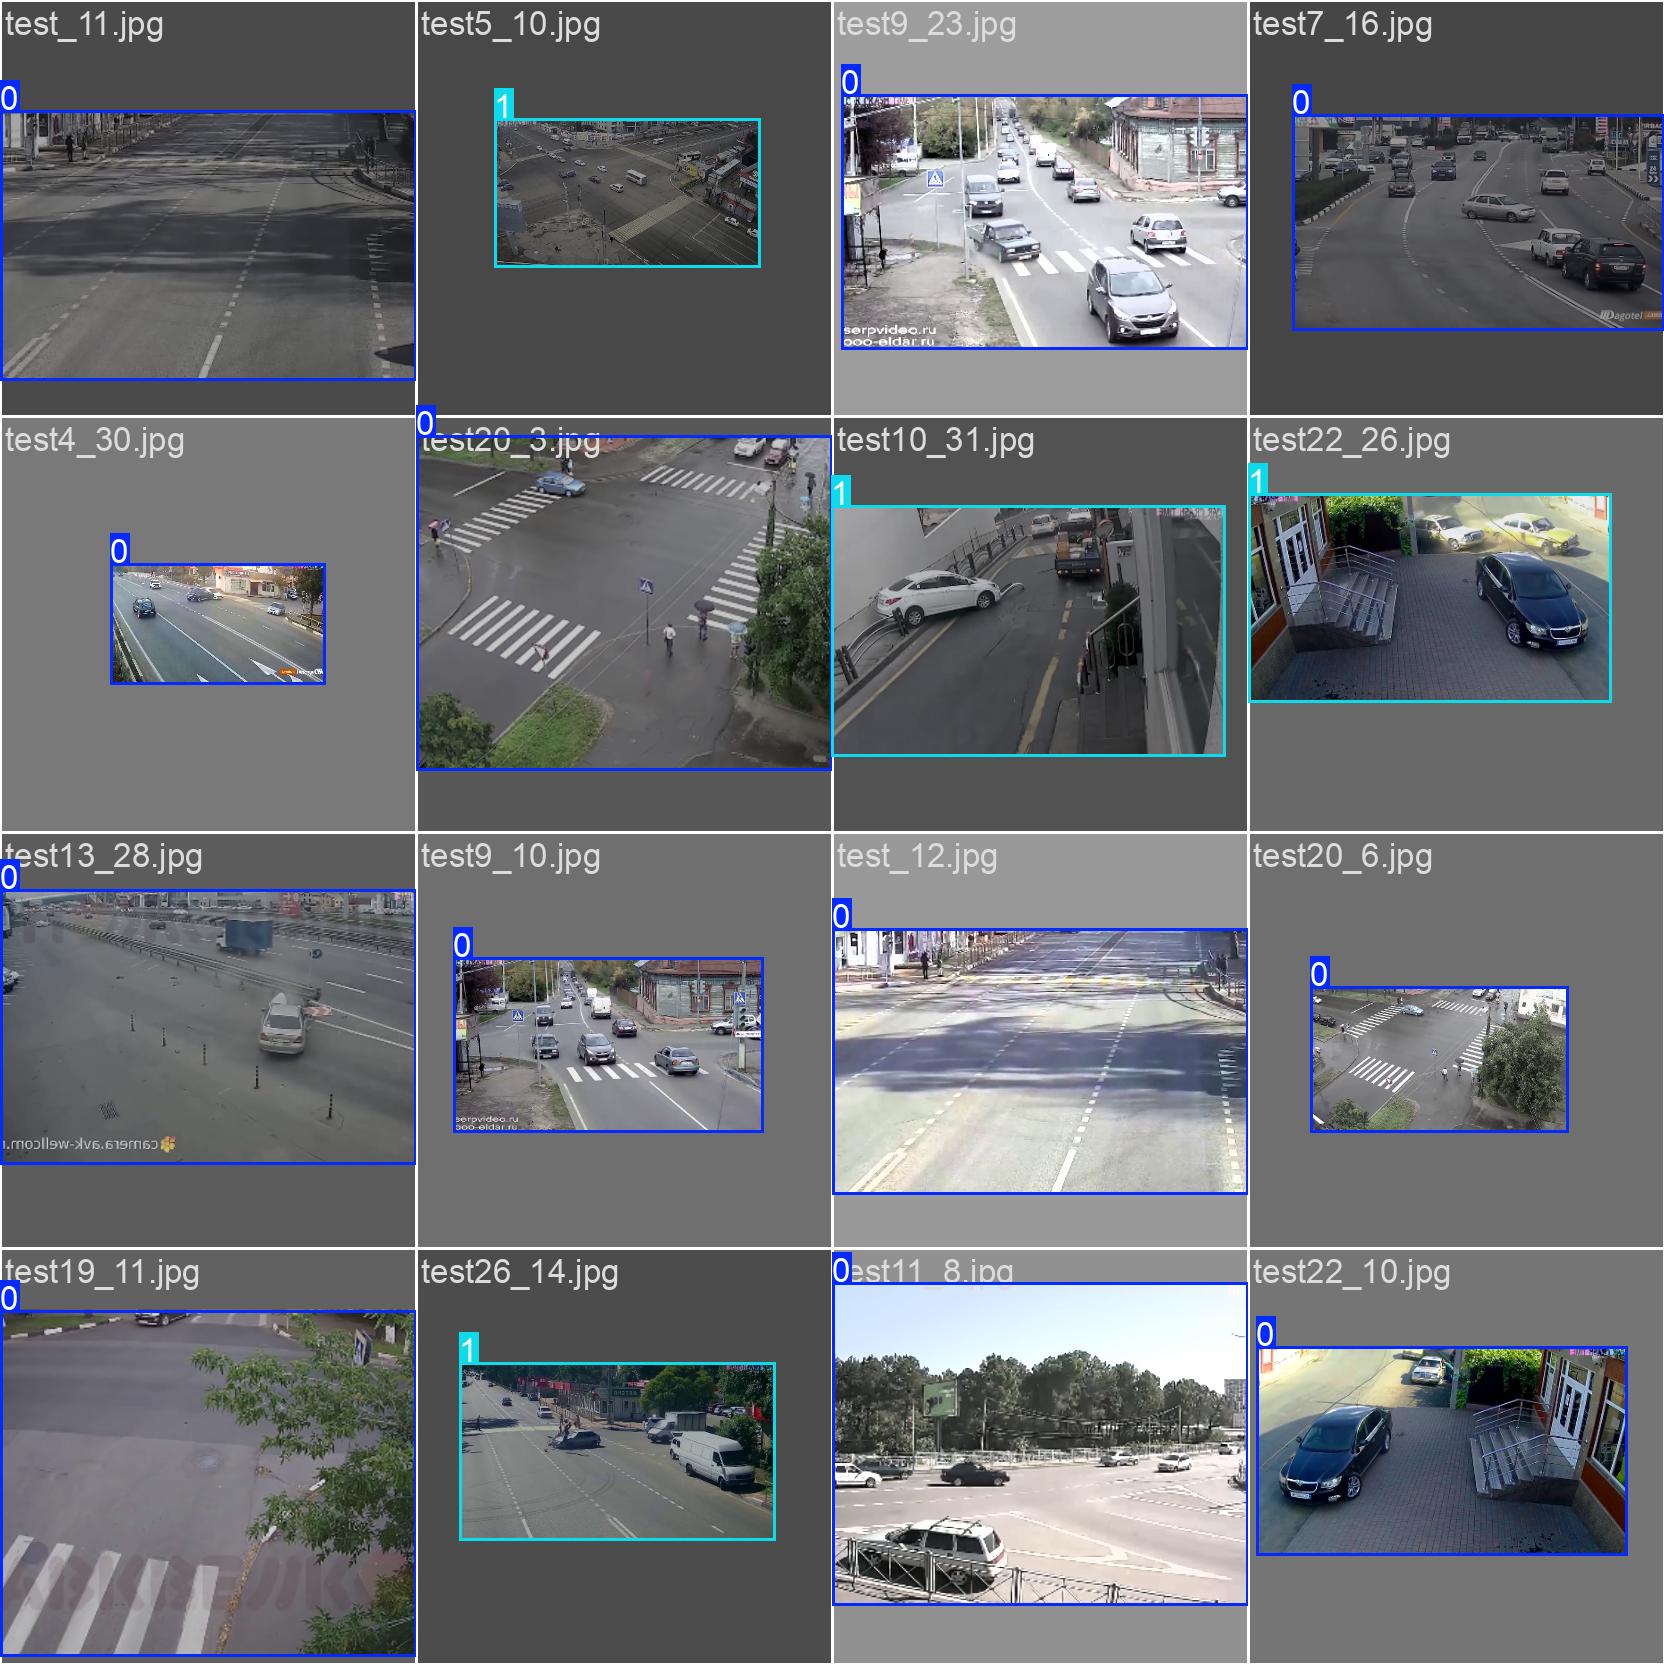 test_11.jpg
test5_10.jpg
test9_23.jpg
test7_16.jpg
0
1
0
0
serpvideo.ru
ooo-eldar ru
test4_30.jpg
test20_3.jpg
test10_31.jpg
test22_26.jpg
0
0
1
1
test13_28.jpg
test9_10.jpg
test_12.jpg
test20_6.jpg
0
0
0
0
serpvideo.ru
ooo-eldar.ru
camera.avk-wellcom.
test19_11.jpg
test26_14.jpg
est11_8.jpg
test22_10.jpg
0
1
0
0